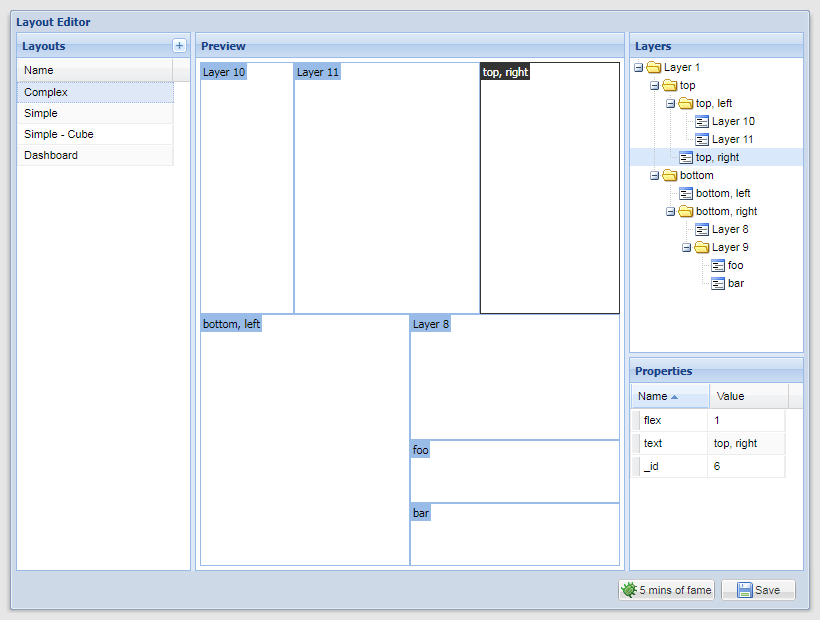 Layout Editor
Layouts
Name
Complex
Simple
Simple - Cube
Dashboard
Preview
Layer 10
Layer 11
top, right
bottom, left
Layer 8
foo
bar
Layers
Layer 1
top
top, left
Layer 10
Layer 11
top, right
bottom
bottom, left
bottom, right
Layer 8
Layer 9
foo
bar
Properties
Name Value
flex 1
text top, right
_id 6
5 mins of fame Save